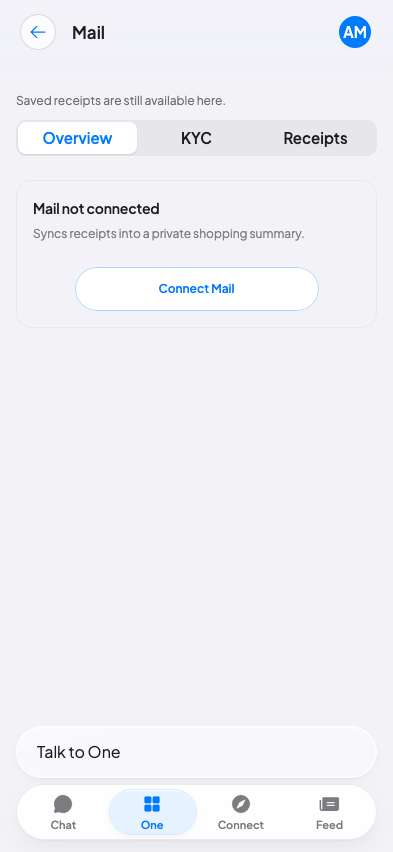 Mail
AM
Saved receipts are still available here.
Overview
KYC
Receipts
Mail not connected
Syncs receipts into a private shopping summary.
Connect Mail
Talk to One
Chat
One
Connect
Feed